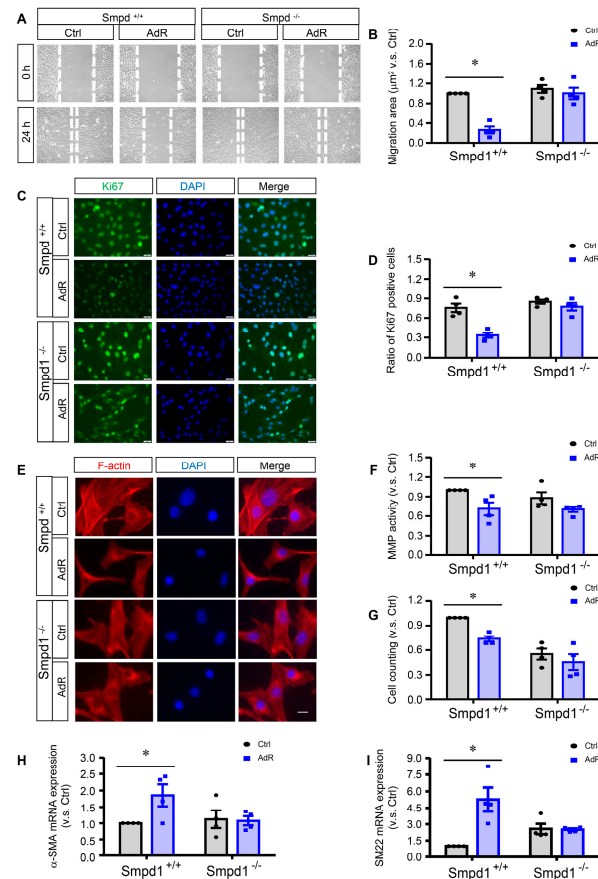 A
Smpd +/+
Smpd -/-
Ctrl
AdR
Ctrl
AdR
0 h
24 h
B
Ctrl
AdR
Migration area (μm² v.s. Ctrl)
2.0
1.6
1.2
0.8
0.4
0.0
*
Smpd1+/+
Smpd1-/-
C
Ki67
DAPI
Merge
Smpd +/+
Ctrl
AdR
Smpd1 -/-
Ctrl
AdR
D
Ctrl
AdR
Ratio of Ki67 positive cells
1.5
1.2
0.9
0.6
0.3
0.0
*
Smpd1+/+
Smpd1-/-
E
F-actin
DAPI
Merge
Smpd +/+
Ctrl
AdR
Smpd1 -/-
Ctrl
AdR
F
Ctrl
AdR
MMP activiy (v.s. Ctrl)
1.5
1.2
0.9
0.6
0.3
0.0
*
Smpd1+/+
Smpd1-/-
G
Ctrl
AdR
Cell counting (v.s. Ctrl)
1.2
0.9
0.6
0.3
0.0
*
Smpd1+/+
Smpd1-/-
H
Ctrl
AdR
α-SMA mRNA expression
(v.s. Ctrl)
3.0
2.5
2.0
1.5
1.0
0.5
0.0
*
Smpd1+/+
Smpd1-/-
I
Ctrl
AdR
SM22 mRNA expression
(v.s. Ctrl)
9.0
7.5
6.0
4.5
3.0
1.5
0.0
*
Smpd1+/+
Smpd1-/-